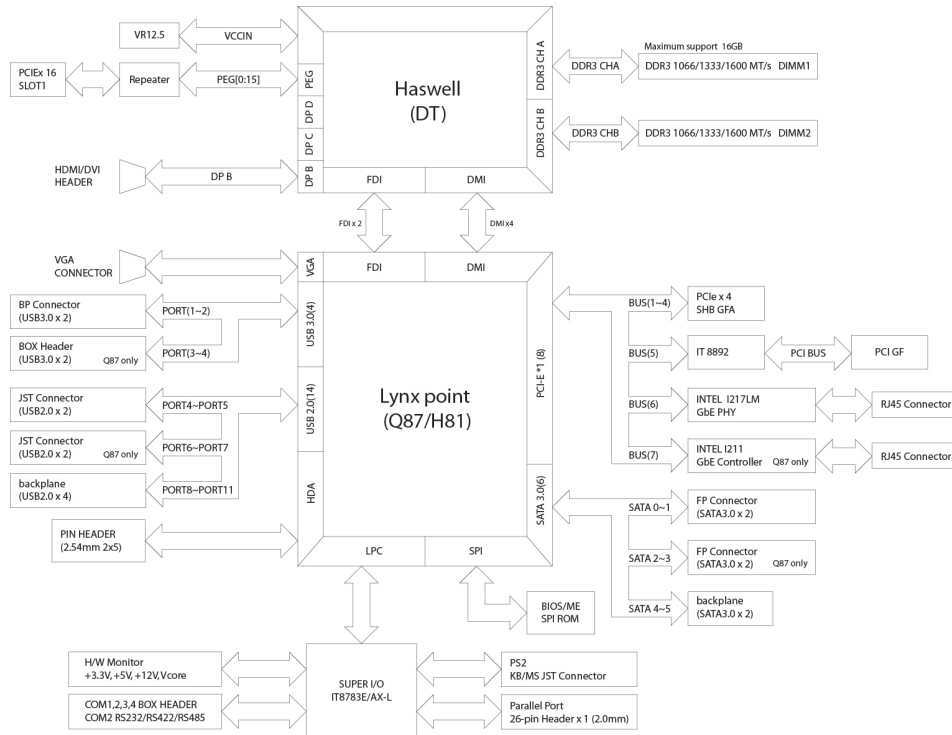 VR12.5
VCCIN
PCIEx 16
SLOT1
Repeater
PEG[0:15]
HDMI/DVI
HEADER
DP B
PEG
DP D
DP C
DP B
Haswell
(DT)
FDI
DMI
DDR3 CH A
DDR3 CH B
Maximum support 16GB
DDR3 CHA
DDR3 1066/1333/1600 MT/s DIMM1
DDR3 CHB
DDR3 1066/1333/1600 MT/s DIMM2
FDI x 2
DMI x4
VGA
CONNECTOR
BP Connector
(USB3.0 x 2)
PORT(1~2)
BOX Header
(USB3.0 x 2)
Q87 only
PORT(3~4)
JST Connector
(USB2.0 x 2)
PORT4~PORT5
JST Connector
(USB2.0 x 2)
Q87 only
PORT6~PORT7
backplane
(USB2.0 x 4)
PORT8~PORT11
PIN HEADER
(2.54mm 2x5)
VGA
USB 3.0(4)
USB 2.0(14)
HDA
FDI
DMI
Lynx point
(Q87/H81)
LPC
SPI
PCI-E *1 (8)
SATA 3.0(6)
BUS(1~4)
PCIe x 4
SHB GFA
BUS(5)
IT 8892
PCI BUS
PCI GF
BUS(6)
INTEL I217LM
GbE PHY
RJ45 Connector
BUS(7)
INTEL I211
GbE Controller
Q87 only
RJ45 Connector
SATA 0~1
FP Connector
(SATA3.0 x 2)
SATA 2~3
FP Connector
(SATA3.0 x 2)
Q87 only
SATA 4~5
backplane
(SATA3.0 x 2)
BIOS/ME
SPI ROM
H/W Monitor
+3.3V, +5V, +12V, Vcore
COM1,2,3,4 BOX HEADER
COM2 RS232/RS422/RS485
SUPER I/O
IT8783E/AX-L
PS2
KB/MS JST Connector
Parallel Port
26-pin Header x 1 (2.0mm)